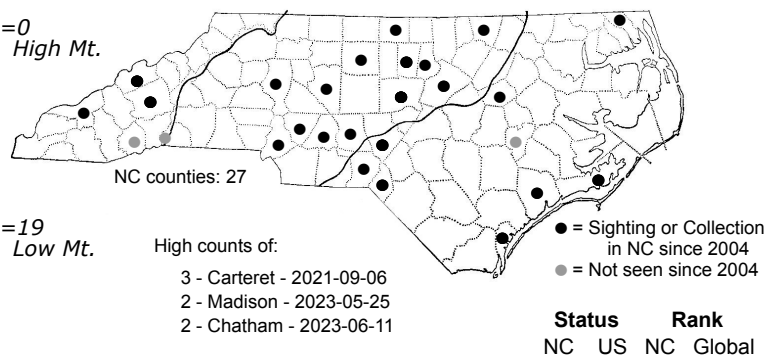 =0
High Mt.
NC counties: 27
=19
Low Mt.
High counts of:
3 - Carteret - 2021-09-06
2 - Madison - 2023-05-25
2 - Chatham - 2023-06-11
● = Sighting or Collection
in NC since 2004
● = Not seen since 2004
Status Rank
NC US NC Global